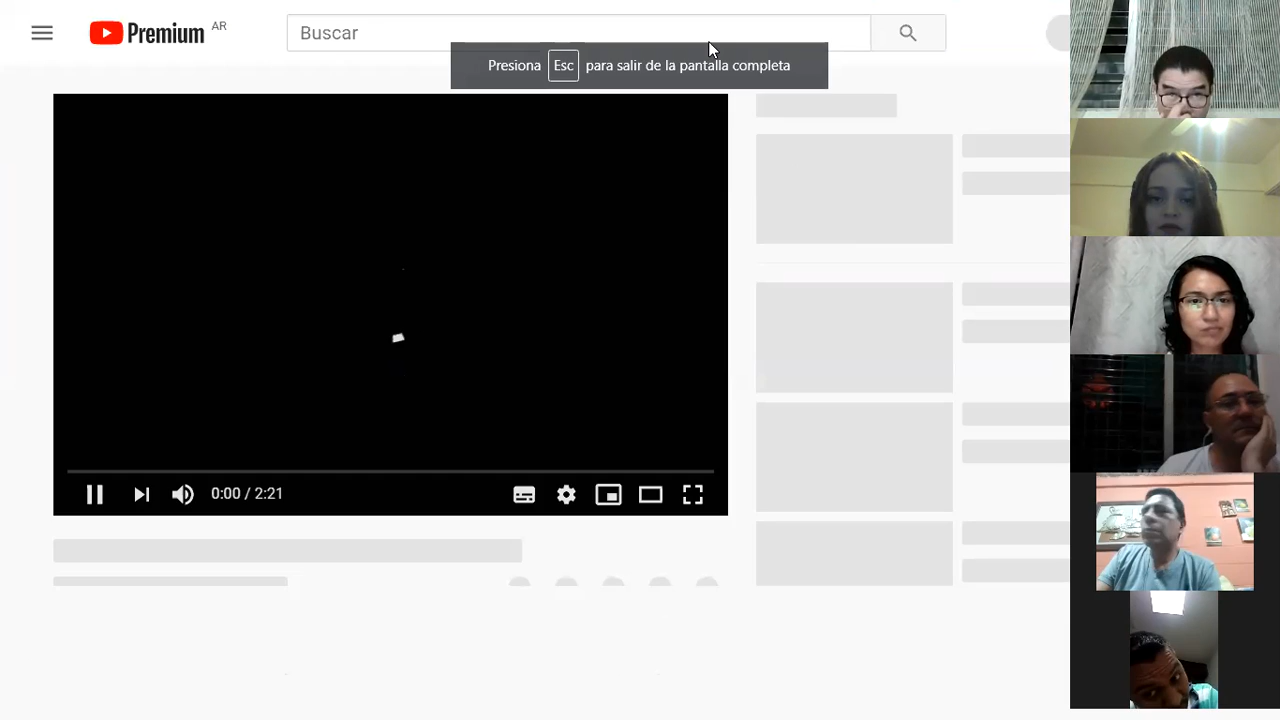 Premium AR
Buscar
Presiona Esc para salir de la pantalla completa
0:00 / 2:21